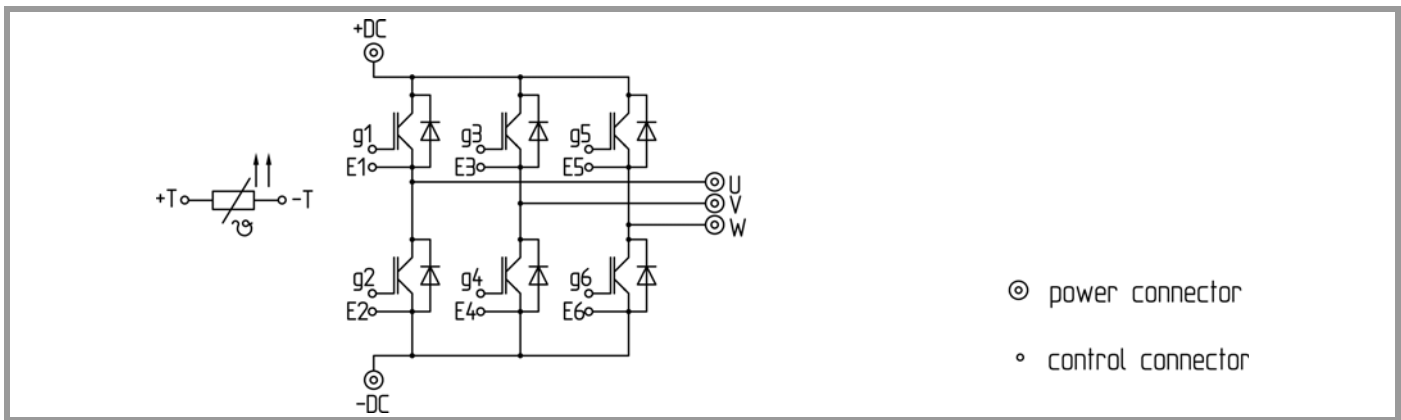 +DC
g1
g3
g5
E1
E3
E5
+T
-T
ϑ
U
V
W
g2
g4
g6
E2
E4
E6
-DC
power connector
control connector